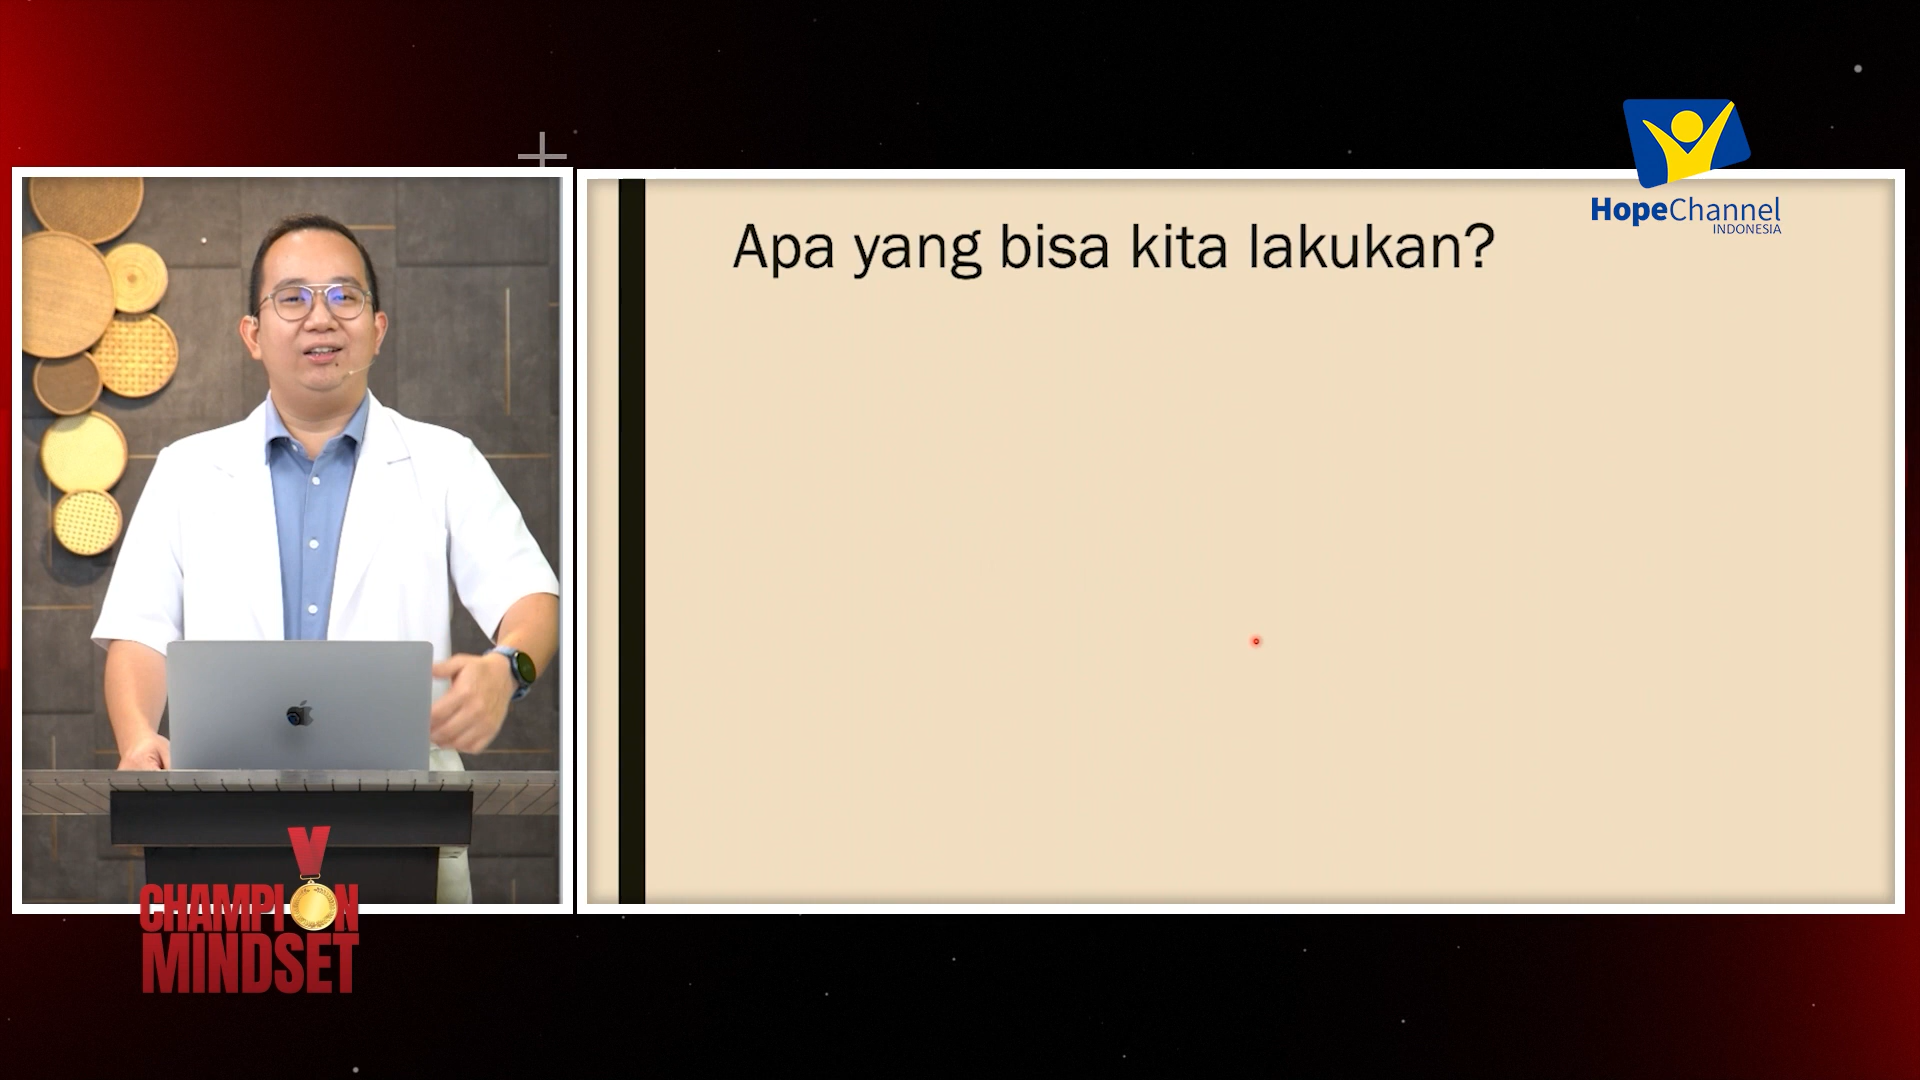 Apa yang bisa kita lakukan?
HopeChannel
INDONESIA
CHAMPION
MINDSET